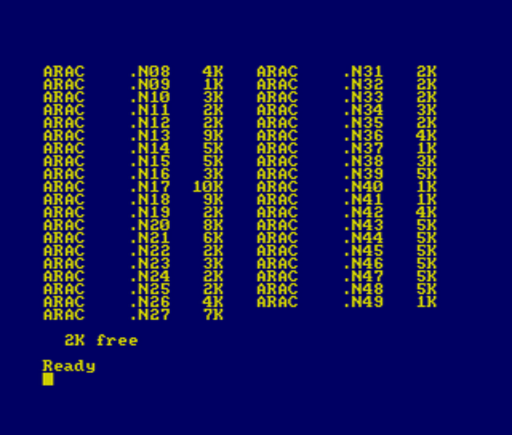 ARAC    .N08   4K   ARAC    .N31   2K
ARAC    .N09   1K   ARAC    .N32   2K
ARAC    .N10   3K   ARAC    .N33   2K
ARAC    .N11   2K   ARAC    .N34   3K
ARAC    .N12   2K   ARAC    .N35   2K
ARAC    .N13   9K   ARAC    .N36   4K
ARAC    .N14   5K   ARAC    .N37   1K
ARAC    .N15   5K   ARAC    .N38   3K
ARAC    .N16   3K   ARAC    .N39   5K
ARAC    .N17  10K   ARAC    .N40   1K
ARAC    .N18   9K   ARAC    .N41   1K
ARAC    .N19   2K   ARAC    .N42   4K
ARAC    .N20   8K   ARAC    .N43   5K
ARAC    .N21   6K   ARAC    .N44   5K
ARAC    .N22   2K   ARAC    .N45   5K
ARAC    .N23   3K   ARAC    .N46   5K
ARAC    .N24   2K   ARAC    .N47   5K
ARAC    .N25   2K   ARAC    .N48   5K
ARAC    .N26   4K   ARAC    .N49   1K
ARAC    .N27   7K
2K free
Ready